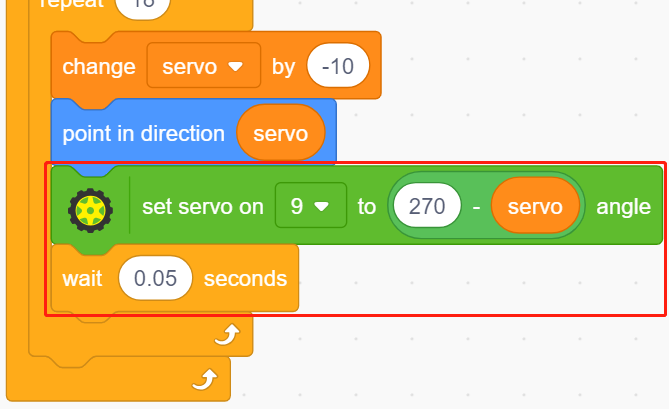 repeat 18
change servo by -10
point in direction servo
set servo on 9 to 270 - servo angle
wait 0.05 seconds